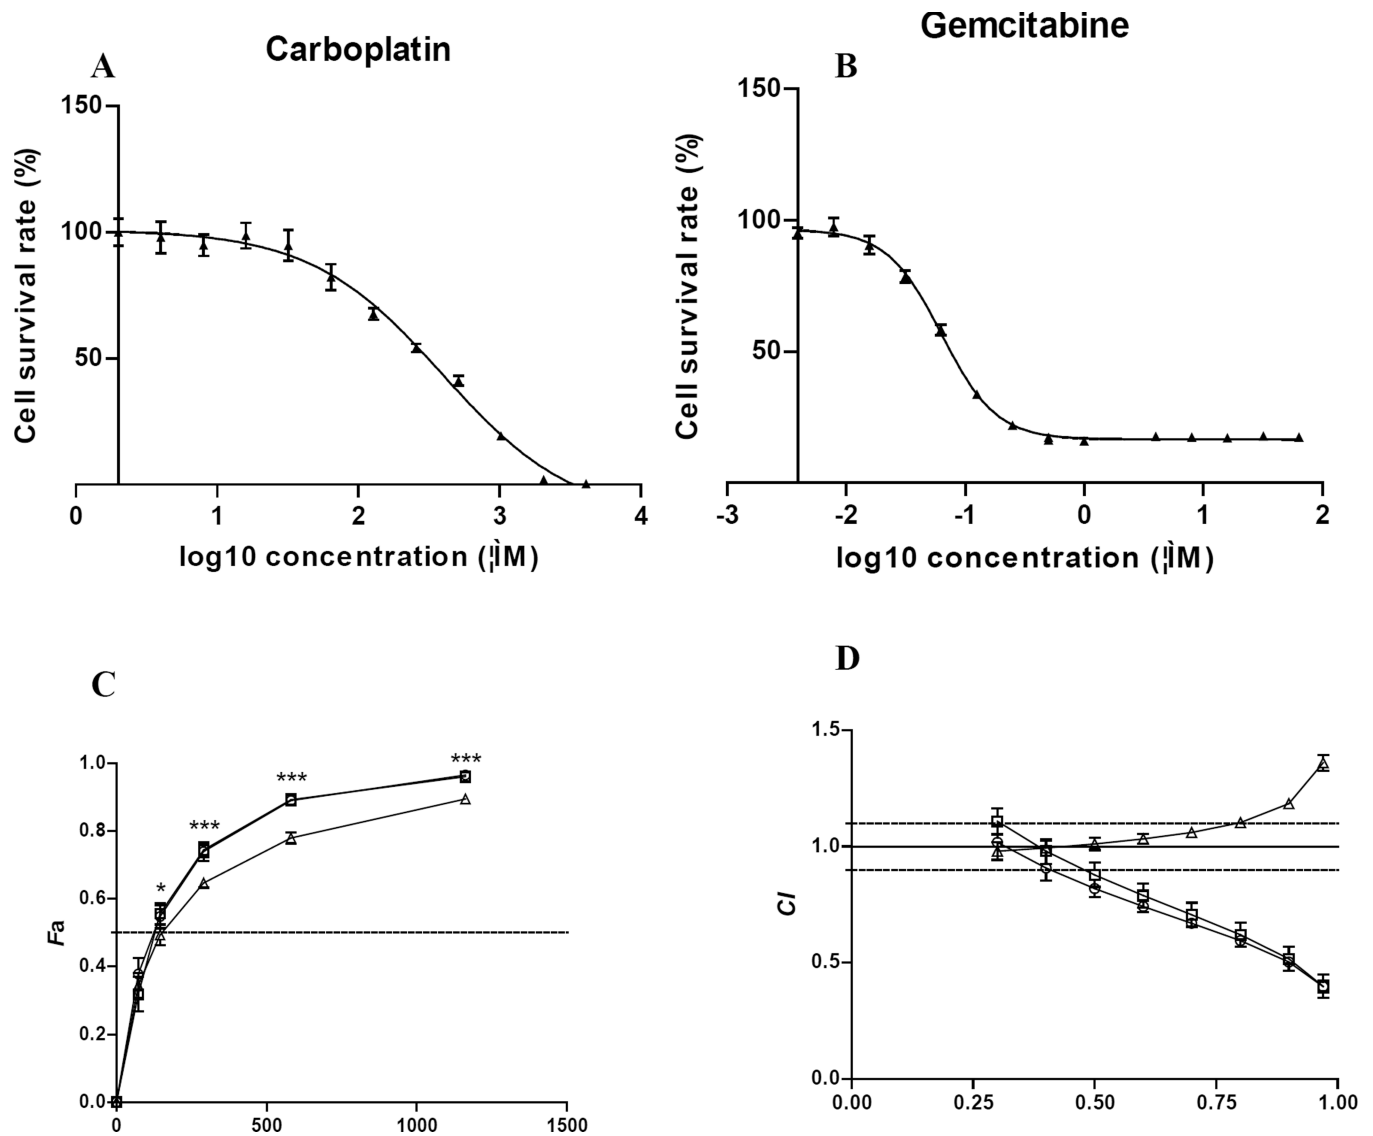 Carboplatin
A
150
100
50
Cell survival rate (%)
0 1 2 3 4
log10 concentration (¦ÌM)
Gemcitabine
B
150
100
50
Cell survival rate (%)
-3 -2 -1 0 1 2
log10 concentration (¦ÌM)
C
1.0
0.8
0.6
0.4
0.2
0.0
Fa
* *** *** ***
0 500 1000 1500
D
1.5
1.0
0.5
0.0
CI
0.00 0.25 0.50 0.75 1.00